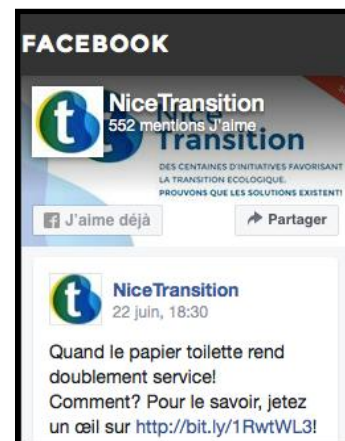 FACEBOOK
NiceTransition
552 mentions J'aime
Nice
Transition
DES CENTAINES D'INITIATIVES FAVORISANT
LA TRANSITION ÉCOLOGIQUE.
PROUVONS QUE LES SOLUTIONS EXISTENT!
J'aime déjà
Partager
NiceTransition
22 juin, 18:30
Quand le papier toilette rend
doublement service!
Comment? Pour le savoir, jetez
un œil sur http://bit.ly/1RwtWL3!